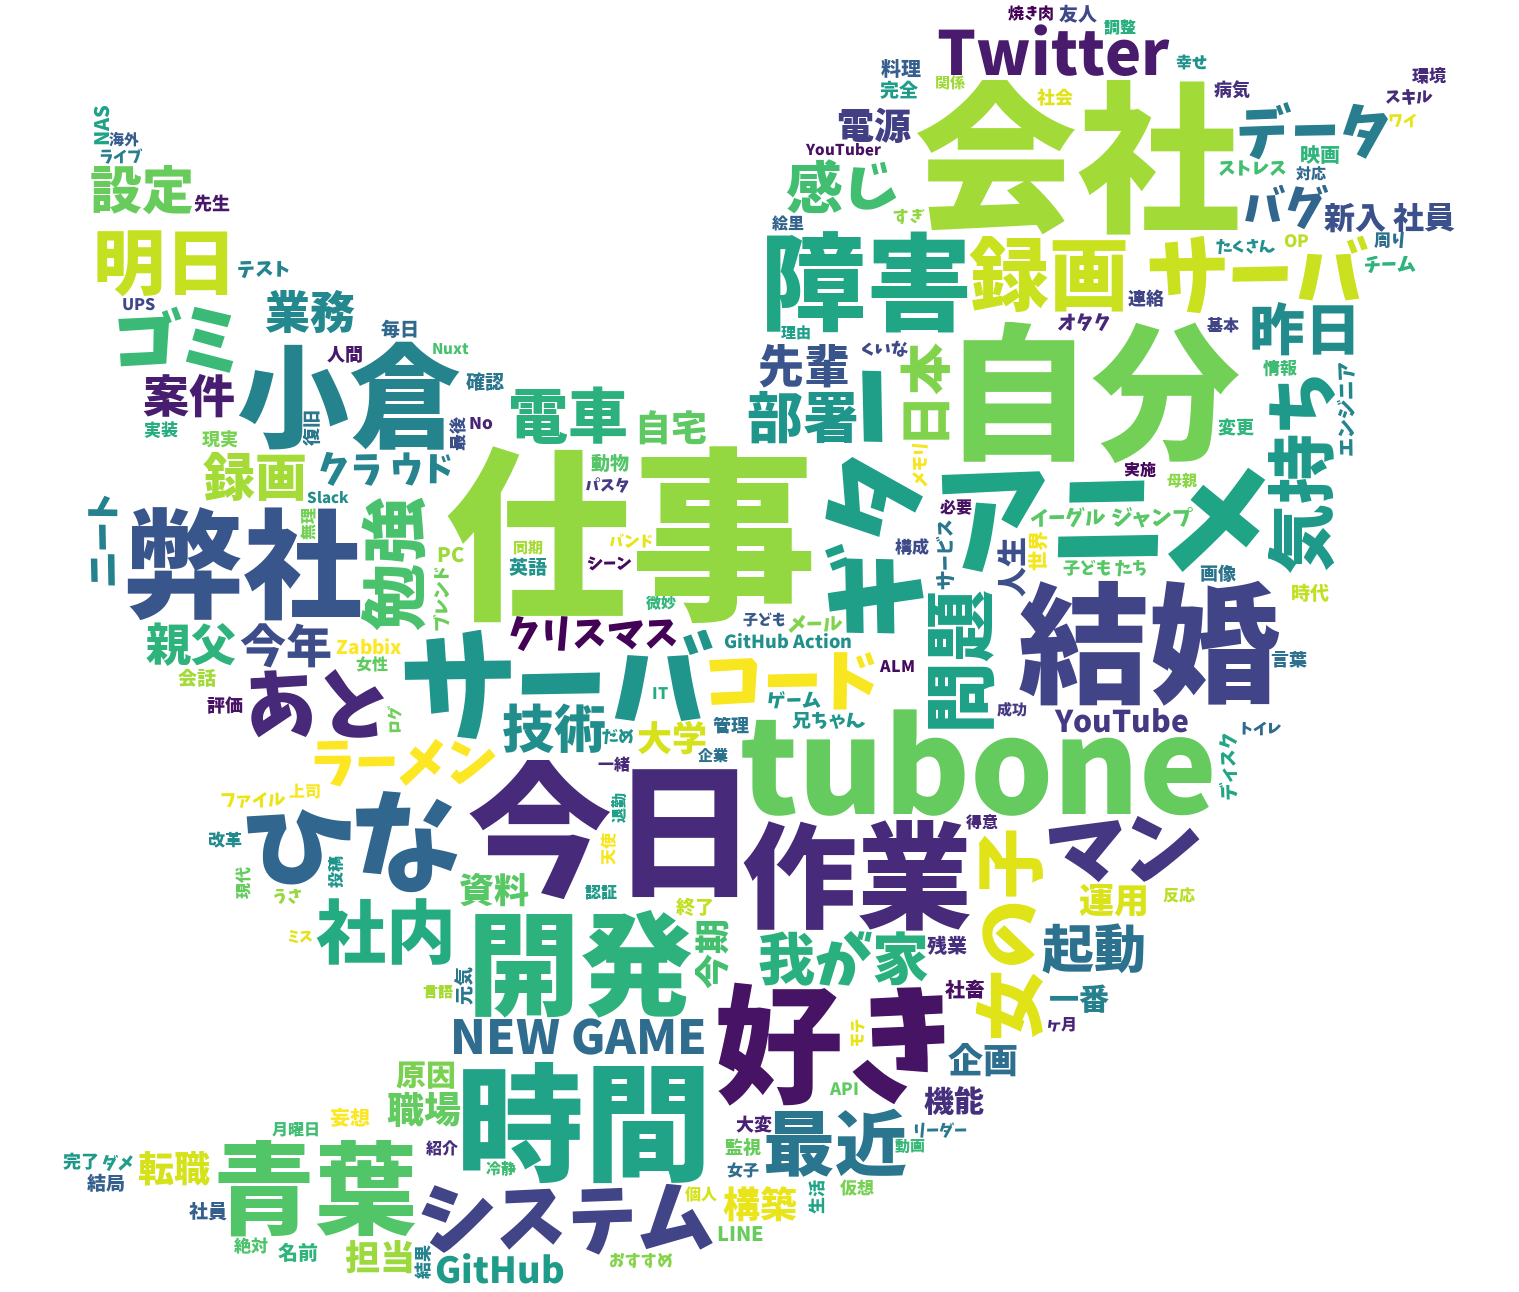 焼き肉 友人
調整
Twitter
料理
幸せ
環境
完全
関係
病気
スキル
社会
会社
NAS
電源
データ
ワイ
海外
YouTuber
映画
ライブ
ストレス
対応
設定
感じ
バグ
先生
新入 社員
すぎ
絵里
明日
障害
録画
サーバ
たくさん
OP
周り
チーム
テスト
UPS
業務
連絡
ゴミ
毎日
理由
オタク
基本
昨日
人間
Nuxt
先輩
くいな
日本
自分
情報
案件
小倉
確認
電車
部署
気持ち
エンジニア
実装
現実
復旧
最後
No
自宅
変更
録画
クラウド
仕事
動物
パスタ
ギター
メモリ
実施
母親
アニメ
Slack
ニート
弊社
無理
勉強
必要
イーグル ジャンプ
PC
同期
バンド
英語
シーン
構成
サービス
人生
世界
子どもたち
画像
フレンド
時代
微妙
問題
結婚
親父
今年
Zabbix
クリスマス
子ども
メール
GitHub Action
女性
会話
サーバ
コード
ALM
言葉
評価
あと
ログ
IT
ゲーム
成功
YouTube
技術
だめ
大学
管理
兄ちゃん
トイレ
ラーメン
企業
tubone
ディスク
一緒
今日
ファイル
上司
ひな
退勤
改革
天使
作業
得意
女の子
マン
現代
うさ
投稿
資料
認証
運用
反応
終了
ミス
社内
開発
今期
我が家
残業
起動
言語
元気
好き
社畜
一番
NEW GAME
モテ
ケ月
企画
原因
時間
API
機能
職場
妄想
大変
最近
リーダー
月曜日
紹介
監視
動画
完了
ダメ
転職
青葉
冷静
女子
結局
システム
個人
構築
生活
仮想
社員
LINE
絶対
名前
担当
結果
GitHub
おすすめ